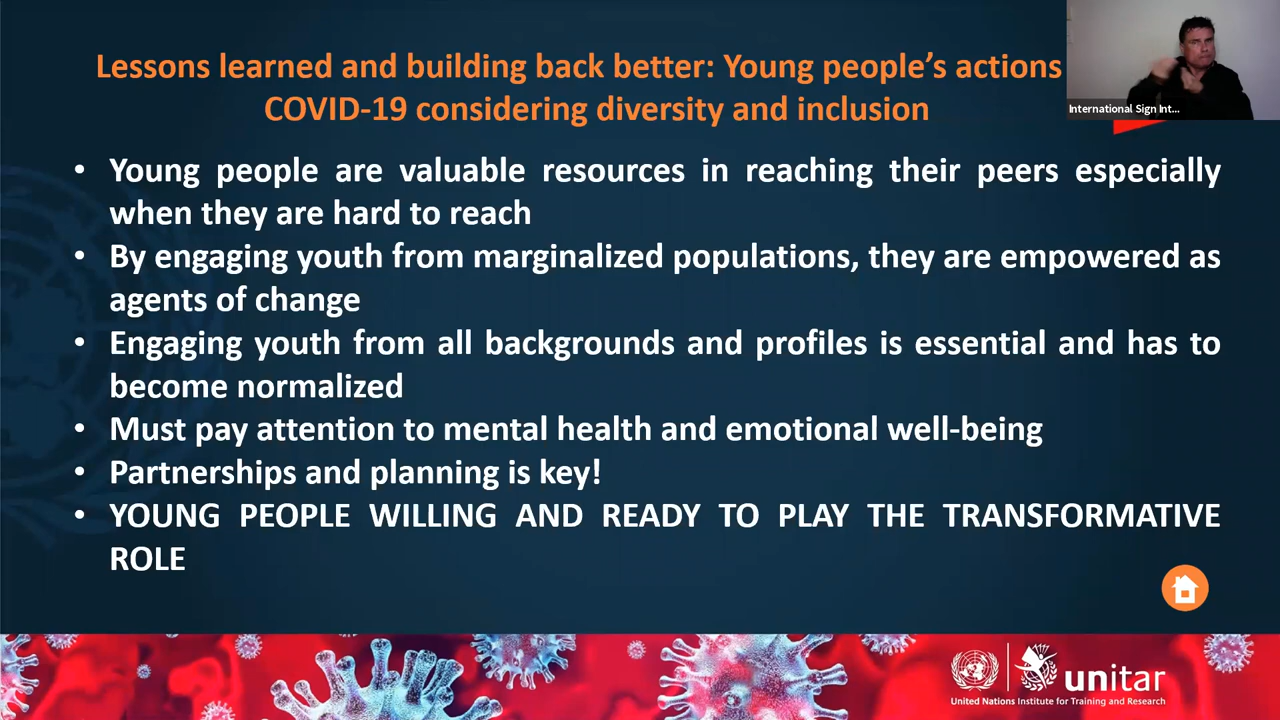 Lessons learned and building back better: Young people’s actions
COVID-19 considering diversity and inclusion
International Sign Int...
• Young people are valuable resources in reaching their peers especially
when they are hard to reach
• By engaging youth from marginalized populations, they are empowered as
agents of change
• Engaging youth from all backgrounds and profiles is essential and has to
become normalized
• Must pay attention to mental health and emotional well-being
• Partnerships and planning is key!
• YOUNG PEOPLE WILLING AND READY TO PLAY THE TRANSFORMATIVE
ROLE
unitar
United Nations Institute for Training and Research